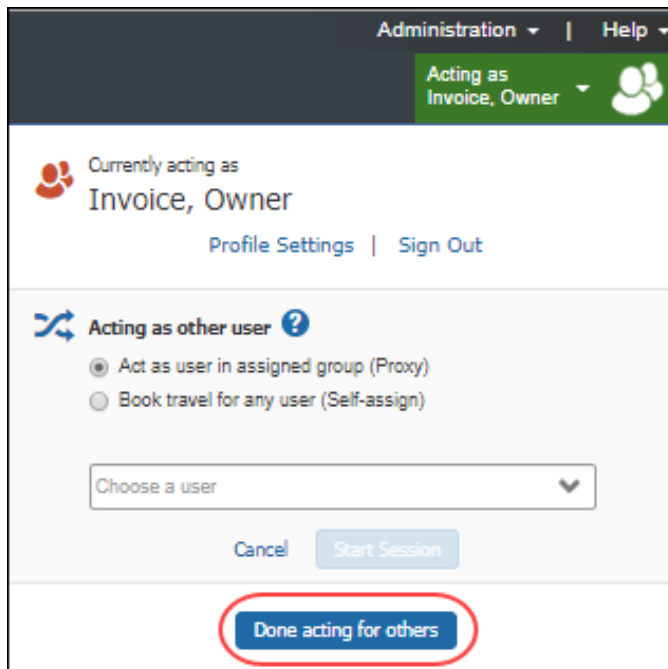 Administration | Help
Acting as
Invoice, Owner
Currently acting as
Invoice, Owner
Profile Settings | Sign Out
Acting as other user ?
Act as user in assigned group (Proxy)
Book travel for any user (Self-assign)
Choose a user
Cancel Start Session
Done acting for others